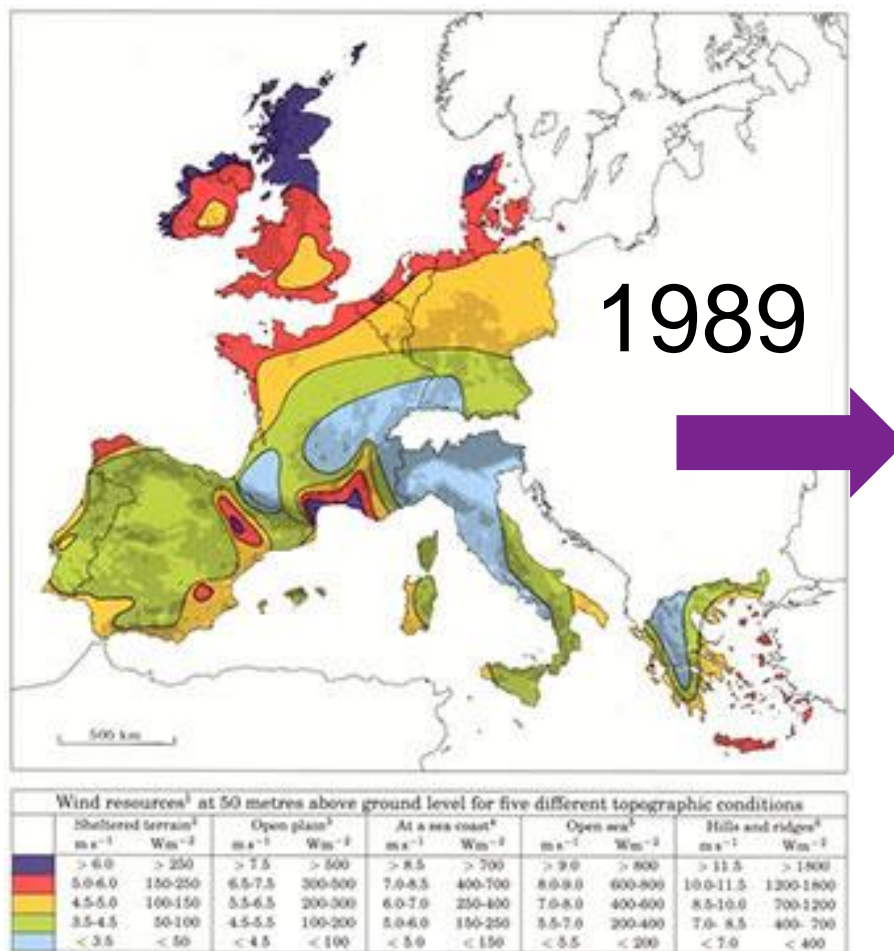 1989
500 km
Wind resources¹ at 50 metres above ground level for five different topographic conditions
Sheltered terrain² Open plain³ At a sea coast⁴ Open sea⁵ Hills and ridges⁶
m s⁻¹ Wm⁻² m s⁻¹ Wm⁻² m s⁻¹ Wm⁻² m s⁻¹ Wm⁻² m s⁻¹ Wm⁻²
> 6.0 > 250 > 7.5 > 500 > 8.5 > 700 > 9.0 > 800 > 11.5 > 1800
5.0-6.0 150-250 6.5-7.5 300-500 7.0-8.5 400-700 8.0-9.0 600-800 10.0-11.5 1200-1800
4.5-5.0 100-150 5.5-6.5 200-300 6.0-7.0 250-400 7.0-8.0 400-600 8.5-10.0 700-1200
3.5-4.5 50-100 4.5-5.5 100-200 5.0-6.0 150-250 5.5-7.0 200-400 7.0- 8.5 400- 700
< 3.5 < 50 < 4.5 < 100 < 5.0 < 150 < 5.5 < 200 < 7.0 < 400